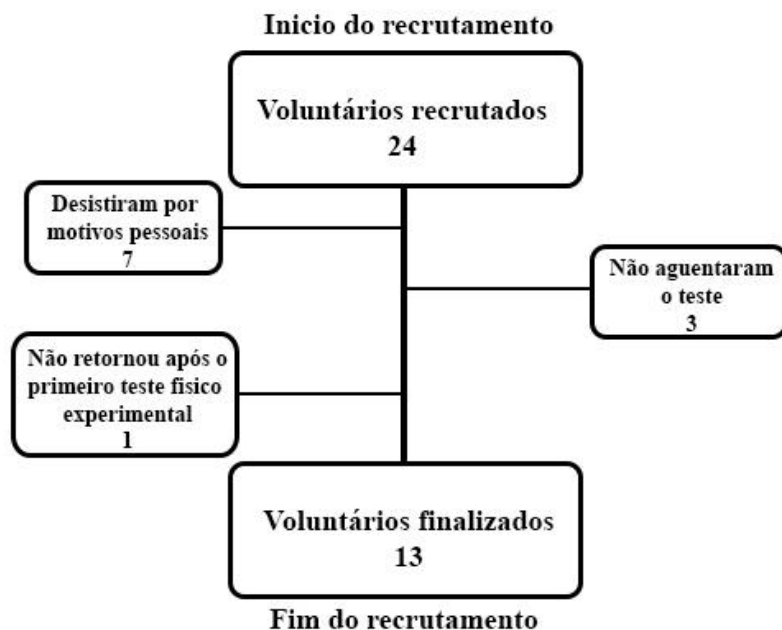 Inicio do recrutamento
Voluntários recrutados
24
Desistiram por
motivos pessoais
7
Não aguentaram
o teste
3
Não retornou após o
primeiro teste físico
experimental
1
Voluntários finalizados
13
Fim do recrutamento